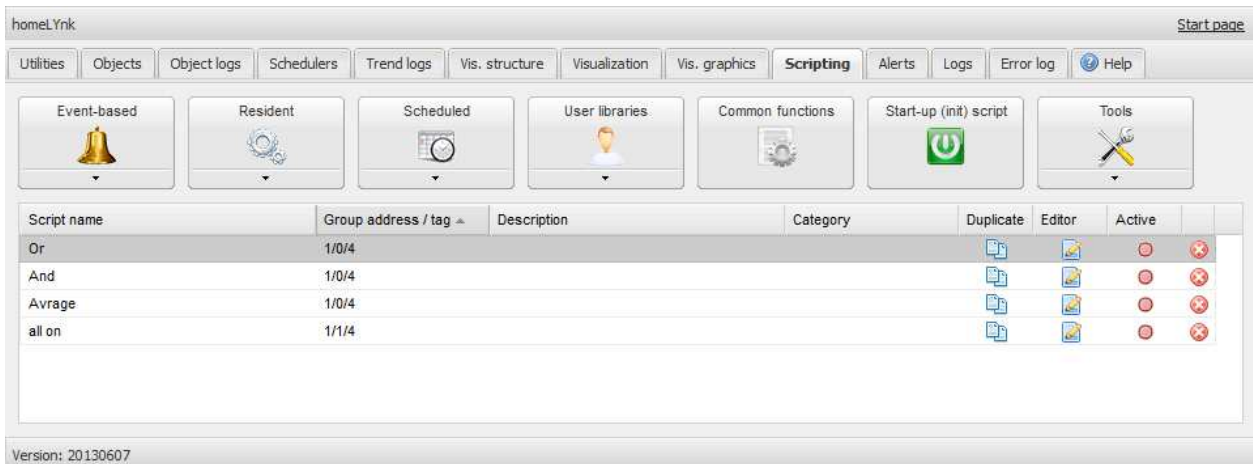 homeLYnk Start page
Utilities Objects Object logs Schedulers Trend logs Vis. structure Visualization Vis. graphics Scripting Alerts Logs Error log Help
Event-based Resident Scheduled User libraries Common functions Start-up (init) script Tools
Script name Group address / tag Description Category Duplicate Editor Active
Or 1/0/4
And 1/0/4
Avrage 1/0/4
all on 1/1/4
Version: 20130607